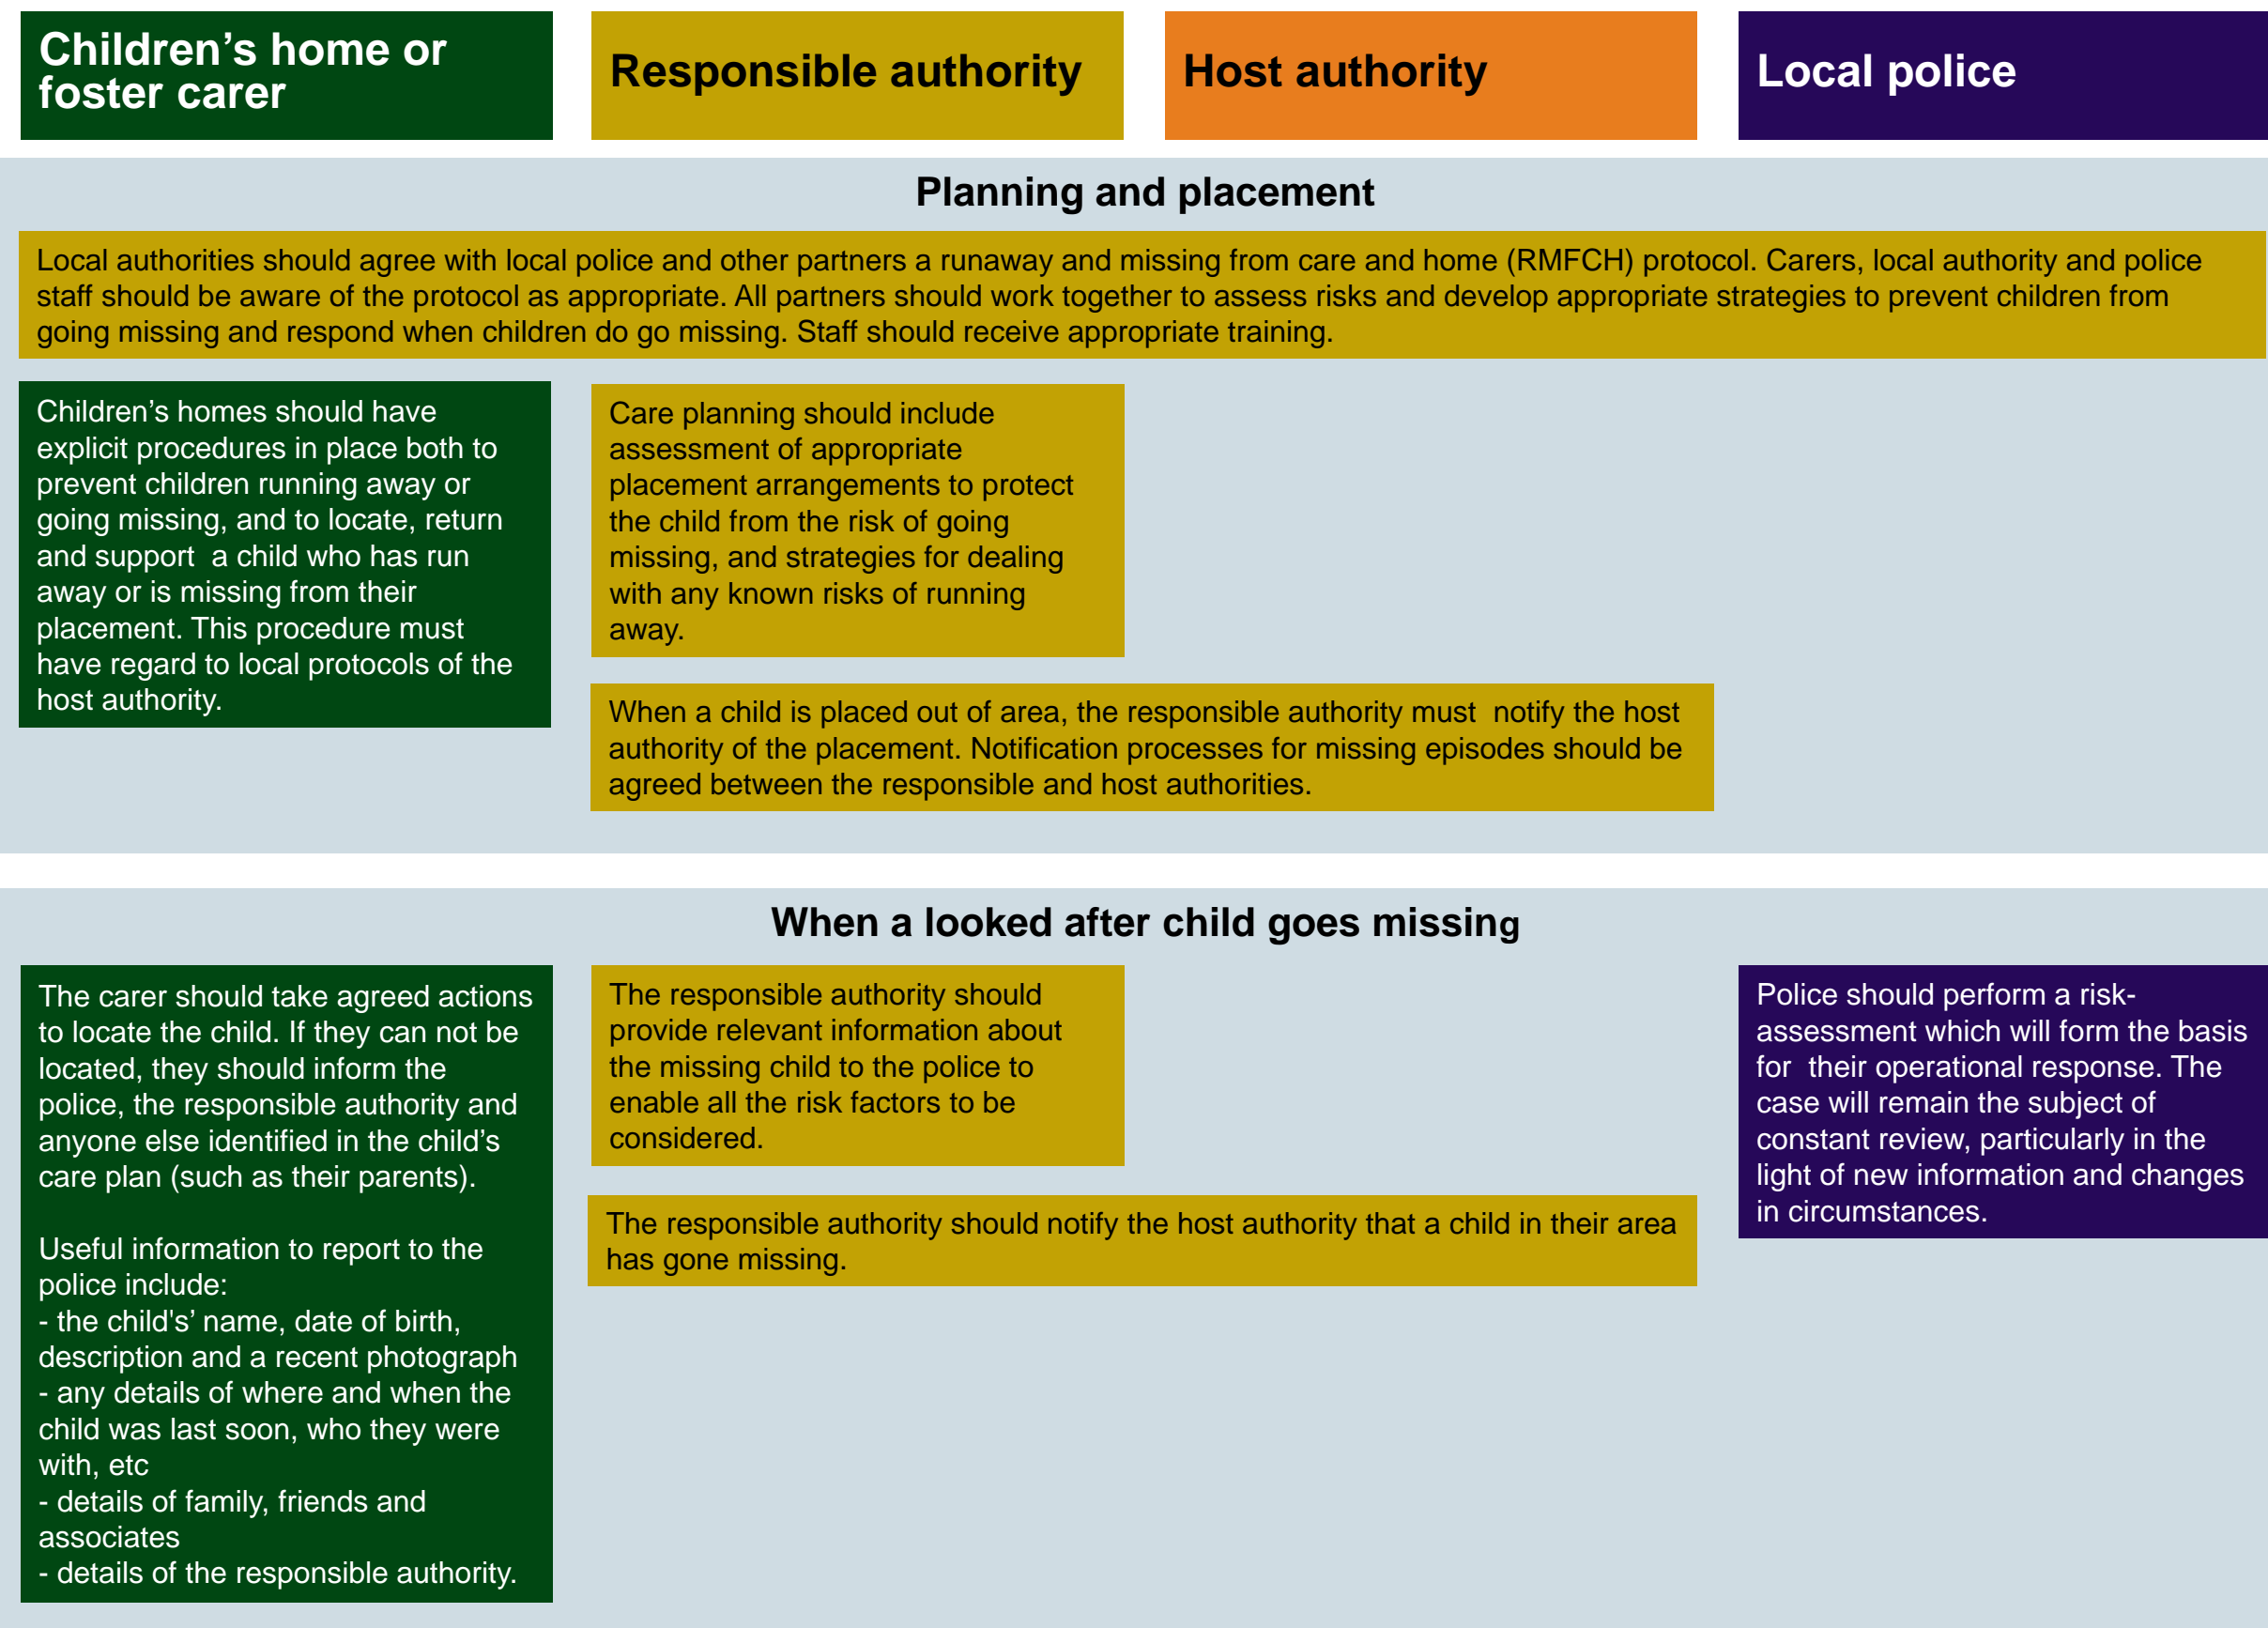 Children’s home or
foster carer
Responsible authority
Host authority
Local police
Planning and placement
Local authorities should agree with local police and other partners a runaway and missing from care and home (RMFCH) protocol. Carers, local authority and police
staff should be aware of the protocol as appropriate. All partners should work together to assess risks and develop appropriate strategies to prevent children from
going missing and respond when children do go missing. Staff should receive appropriate training.
Children’s homes should have
explicit procedures in place both to
prevent children running away or
going missing, and to locate, return
and support  a child who has run
away or is missing from their
placement. This procedure must
have regard to local protocols of the
host authority.
Care planning should include
assessment of appropriate
placement arrangements to protect
the child from the risk of going
missing, and strategies for dealing
with any known risks of running
away.
When a child is placed out of area, the responsible authority must  notify the host
authority of the placement. Notification processes for missing episodes should be
agreed between the responsible and host authorities.
When a looked after child goes missing
The carer should take agreed actions
to locate the child. If they can not be
located, they should inform the
police, the responsible authority and
anyone else identified in the child’s
care plan (such as their parents).
Useful information to report to the
police include:
- the child's’ name, date of birth,
description and a recent photograph
- any details of where and when the
child was last soon, who they were
with, etc
- details of family, friends and
associates
- details of the responsible authority.
The responsible authority should
provide relevant information about
the missing child to the police to
enable all the risk factors to be
considered.
The responsible authority should notify the host authority that a child in their area
has gone missing.
Police should perform a risk-
assessment which will form the basis
for  their operational response. The
case will remain the subject of
constant review, particularly in the
light of new information and changes
in circumstances.